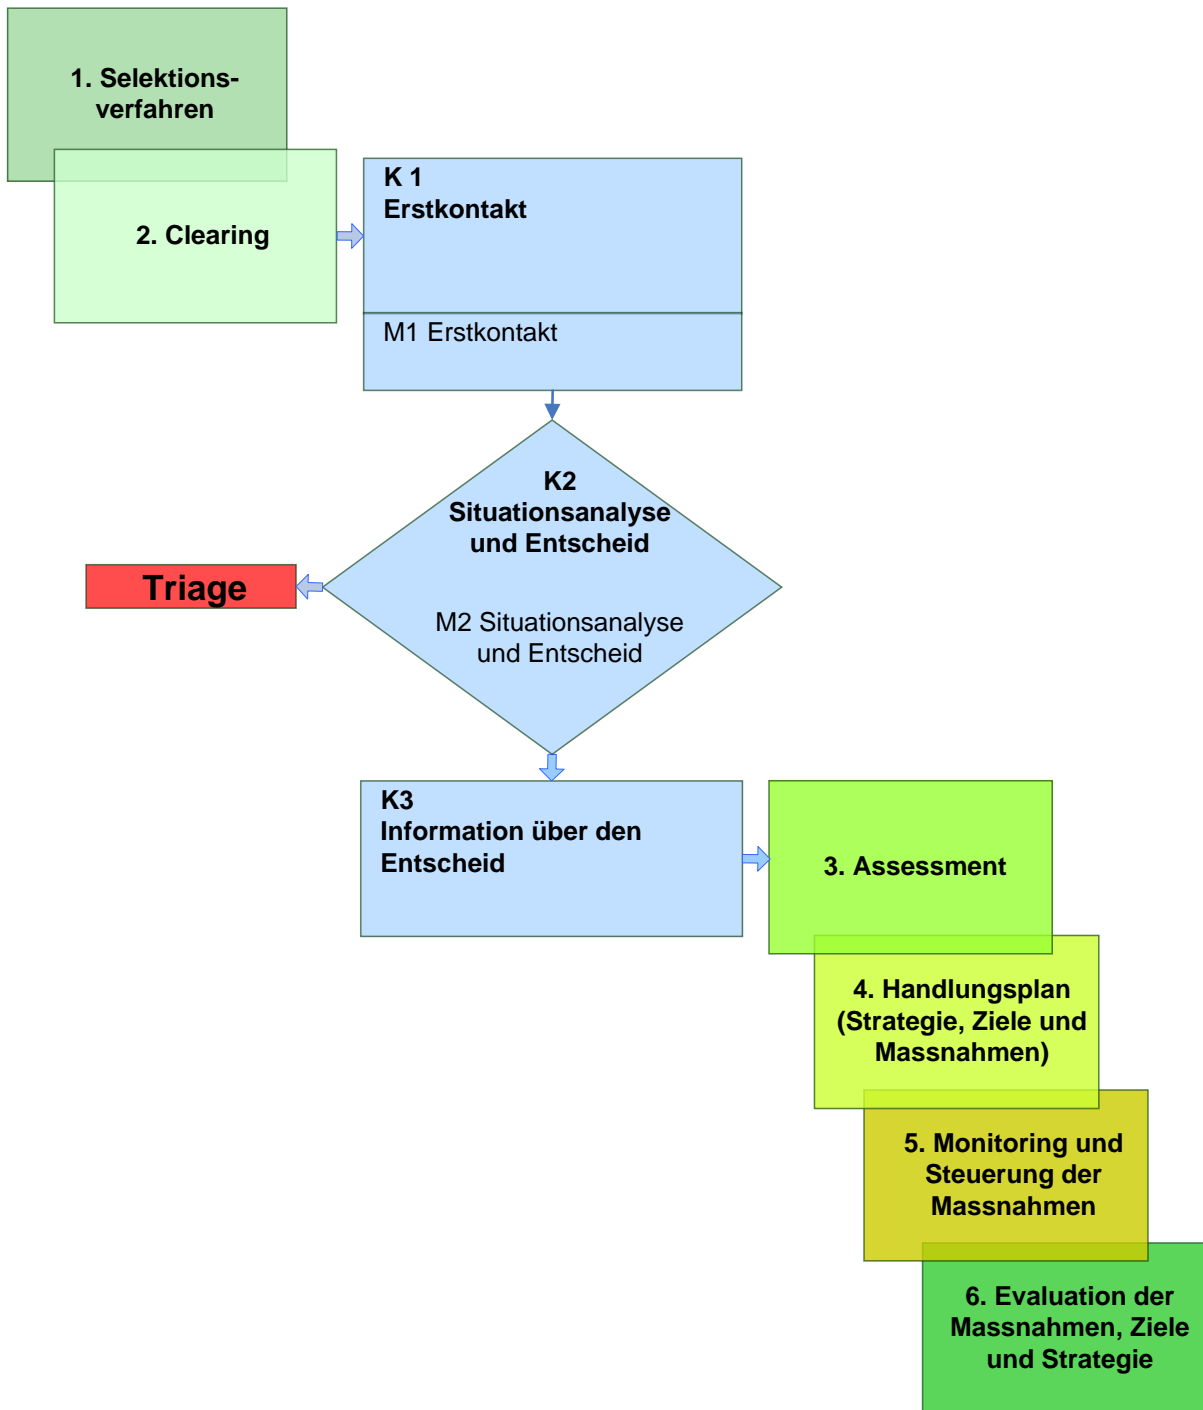 1. Selektions-
verfahren
2. Clearing
K 1
Erstkontakt
M1 Erstkontakt
K2
Situationsanalyse
und Entscheid
M2 Situationsanalyse
und Entscheid
Triage
K3
Information über den
Entscheid
3. Assessment
4. Handlungsplan
(Strategie, Ziele und
Massnahmen)
5. Monitoring und
Steuerung der
Massnahmen
6. Evaluation der
Massnahmen, Ziele
und Strategie